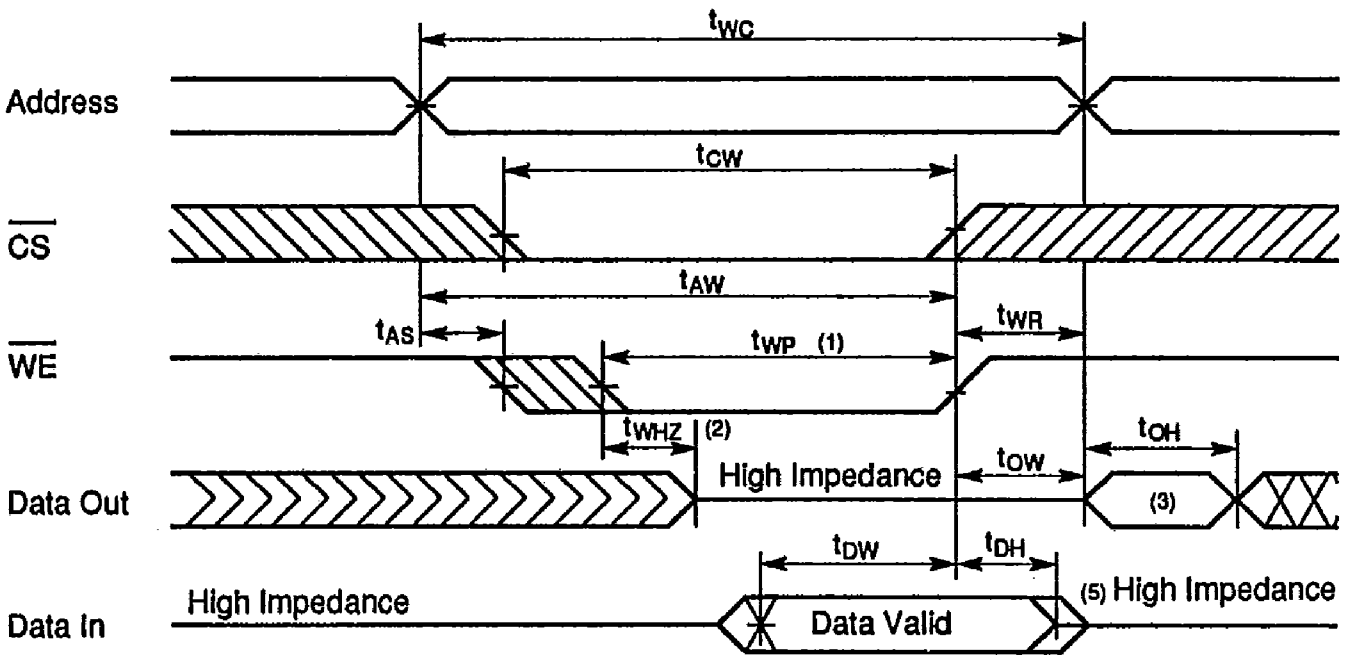 tWC
Address
tCW
CS
tAW
tAS
tWR
WE
tWP (1)
tWHZ (2)
tOH
High Impedance
tOW
Data Out
(3)
tDW
tDH
High Impedance
(5) High Impedance
Data In
Data Valid